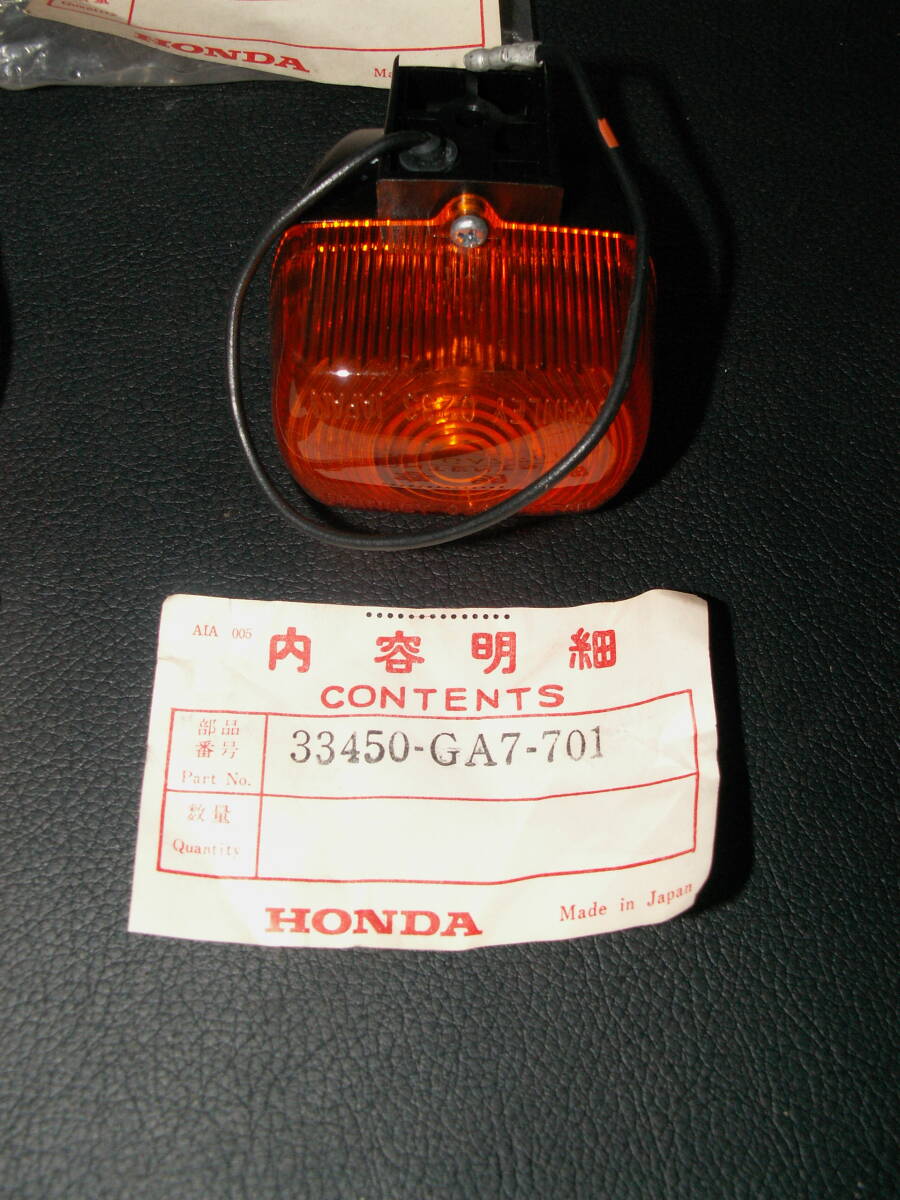 HONDA
Ma
AIA 005
内容明細
CONTENTS
部品
番号
Part No.
33450-GA7-701
数量
Quantity
HONDA
Made in Japan